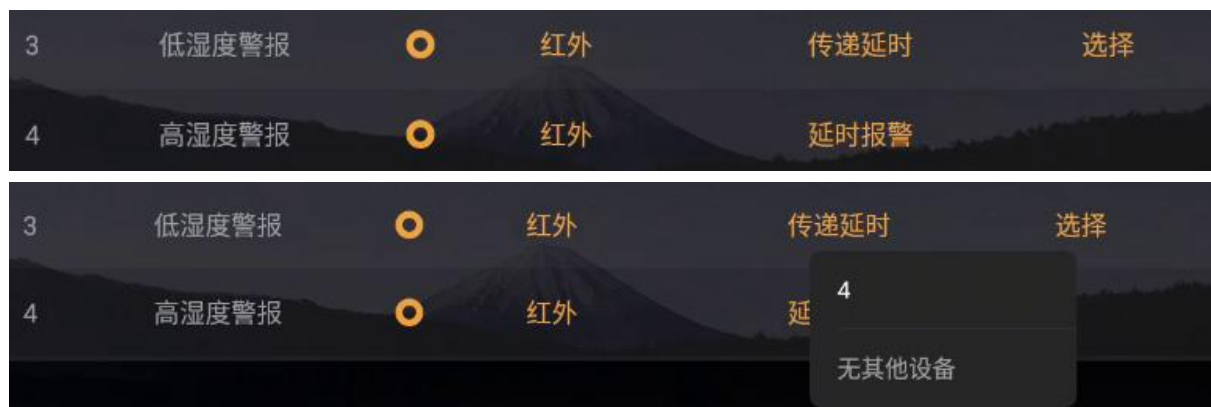 3 低湿度警报 红外 传递延时 选择
4 高湿度警报 红外 延时报警
3 低湿度警报 红外 传递延时 选择
4 高湿度警报 红外 延
4
无其他设备